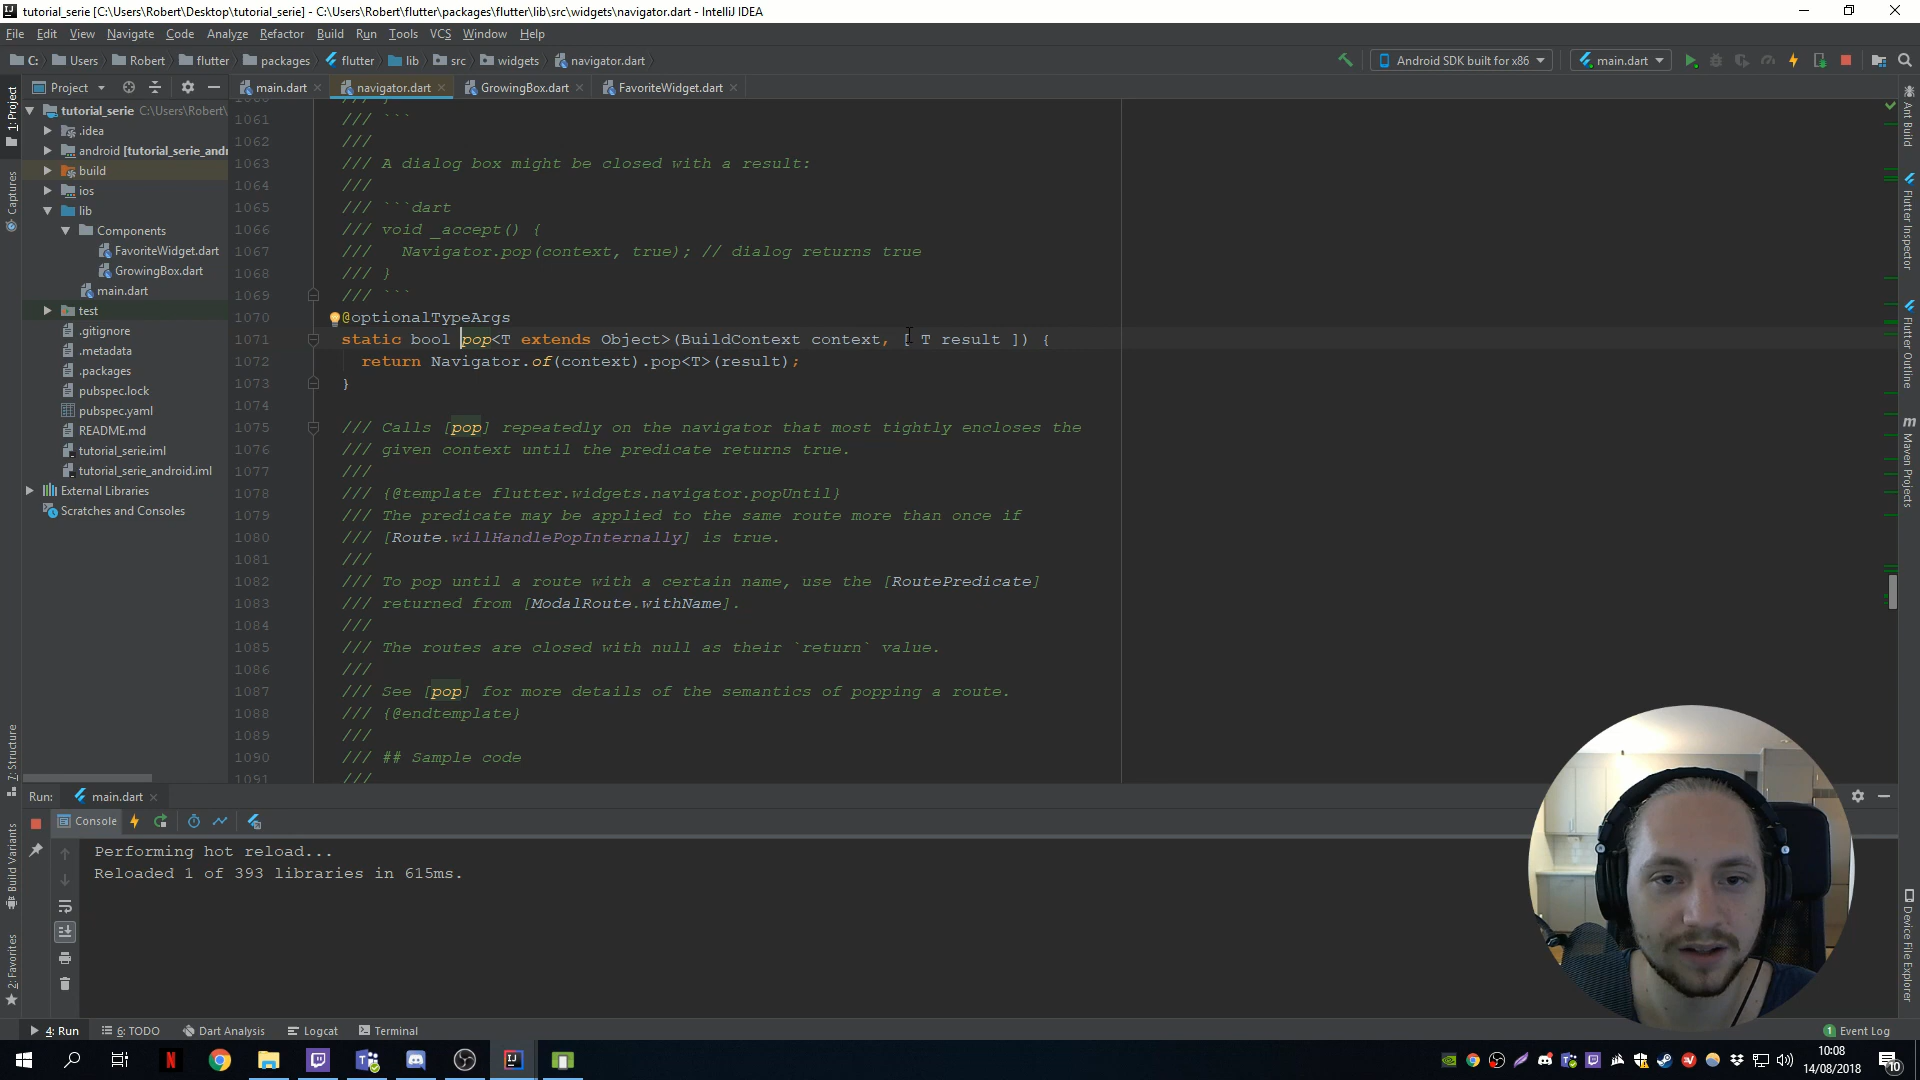 tutorial_serie [C:\Users\Robert\Desktop\tutorial_serie] - C:\Users\Robert\flutter\packages\flutter\lib\src\widgets\navigator.dart - IntelliJ IDEA
File Edit View Navigate Code Analyze Refactor Build Run Tools VCS Window Help
C: Users Robert flutter packages flutter lib src widgets navigator.dart Android SDK built for x86 main.dart
Project main.dart navigator.dart GrowingBox.dart FavoriteWidget.dart
1: Project
Captures
7: Structure
Build Variants
2: Favorites
tutorial_serie C:\Users\Robert\
.idea
android [tutorial_serie_andr
build
ios
lib
Components
FavoriteWidget.dart
GrowingBox.dart
main.dart
test
.gitignore
.metadata
.packages
pubspec.lock
pubspec.yaml
README.md
tutorial_serie.iml
tutorial_serie_android.iml
External Libraries
Scratches and Consoles
1061 /// ```
1062 ///
1063 /// A dialog box might be closed with a result:
1064 ///
1065 /// ```dart
1066 /// void _accept() {
1067 ///   Navigator.pop(context, true); // dialog returns true
1068 /// }
1069 /// ```
1070 @optionalTypeArgs
1071 static bool pop<T extends Object>(BuildContext context, [ T result ]) {
1072   return Navigator.of(context).pop<T>(result);
1073 }
1074
1075 /// Calls [pop] repeatedly on the navigator that most tightly encloses the
1076 /// given context until the predicate returns true.
1077 ///
1078 /// {@template flutter.widgets.navigator.popUntil}
1079 /// The predicate may be applied to the same route more than once if
1080 /// [Route.willHandlePopInternally] is true.
1081 ///
1082 /// To pop until a route with a certain name, use the [RoutePredicate]
1083 /// returned from [ModalRoute.withName].
1084 ///
1085 /// The routes are closed with null as their `return` value.
1086 ///
1087 /// See [pop] for more details of the semantics of popping a route.
1088 /// {@endtemplate}
1089 ///
1090 /// ## Sample code
1091 ///
Ant Build
Flutter Inspector
Flutter Outline
Maven Projects
Device File Explorer
Run: main.dart
Console
Performing hot reload...
Reloaded 1 of 393 libraries in 615ms.
4: Run 6: TODO Dart Analysis Logcat Terminal 1 Event Log
10:08
14/08/2018
10